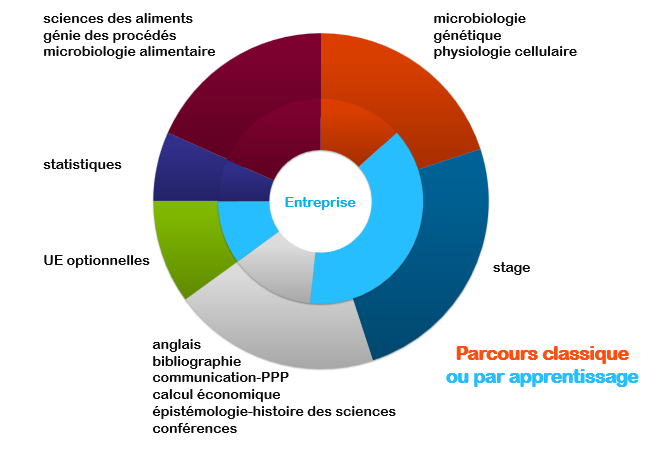 sciences des aliments
génie des procédés
microbiologie alimentaire
microbiologie
génétique
physiologie cellulaire
statistiques
Entreprise
UE optionnelles
stage
anglais
bibliographie
communication-PPP
calcul économique
épistémologie-histoire des sciences
conférences
Parcours classique
ou par apprentissage